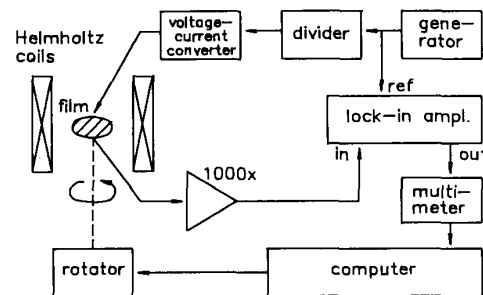 voltage-
current
converter
divider
gene-
rator
Helmholtz
coils
film
ref
lock-in ampl.
in
out
1000x
multi-
meter
rotator
computer